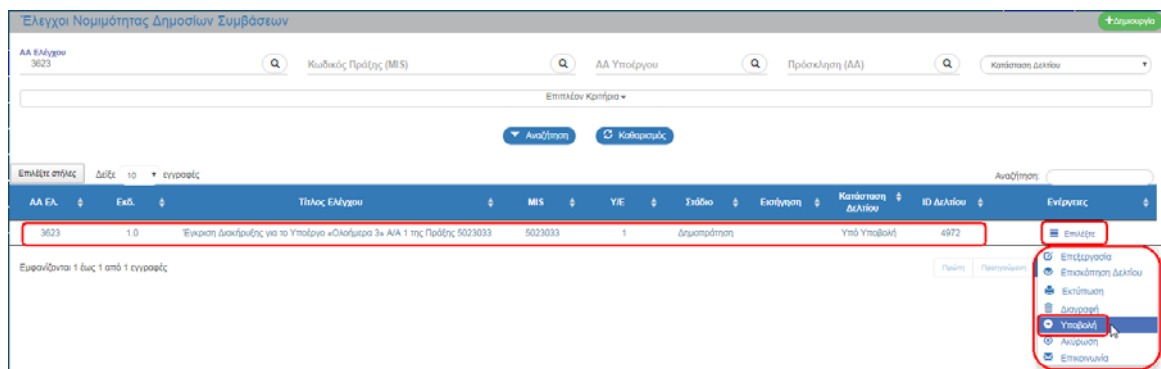 Έλεγχοι Νομιμότητας Δημοσίων Συμβάσεων
+Δημιουργία
ΑΑ Ελέγχου
3623
Κωδικός Πράξης (MIS)
ΑΑ Υποέργου
Πρόσκληση (ΑΑ)
Κατάσταση Δελτίου
Επιπλέον Κριτήρια
Αναζήτηση
Καθαρισμός
Επιλέξτε στήλες
Δείξε 10 εγγραφές
Αναζήτηση:
ΑΑ ΕΛ. Εκδ. Τίτλος Ελέγχου MIS Υ/Ε Στάδιο Εισήγηση Κατάσταση Δελτίου ID Δελτίου Ενέργειες
3623 1.0 Έγκριση Διακήρυξης για το Υποέργο «Ολοήμερα 3» Α/Α 1 της Πράξης 5023033 5023033 1 Δημοπράτηση Υπό Υποβολή 4972 Επιλέξτε
Εμφανίζονται 1 έως 1 από 1 εγγραφές
Πρώτη Προηγούμενη
Επεξεργασία
Επισκόπηση Δελτίου
Εκτύπωση
Διαγραφή
Υποβολή
Ακύρωση
Επικοινωνία